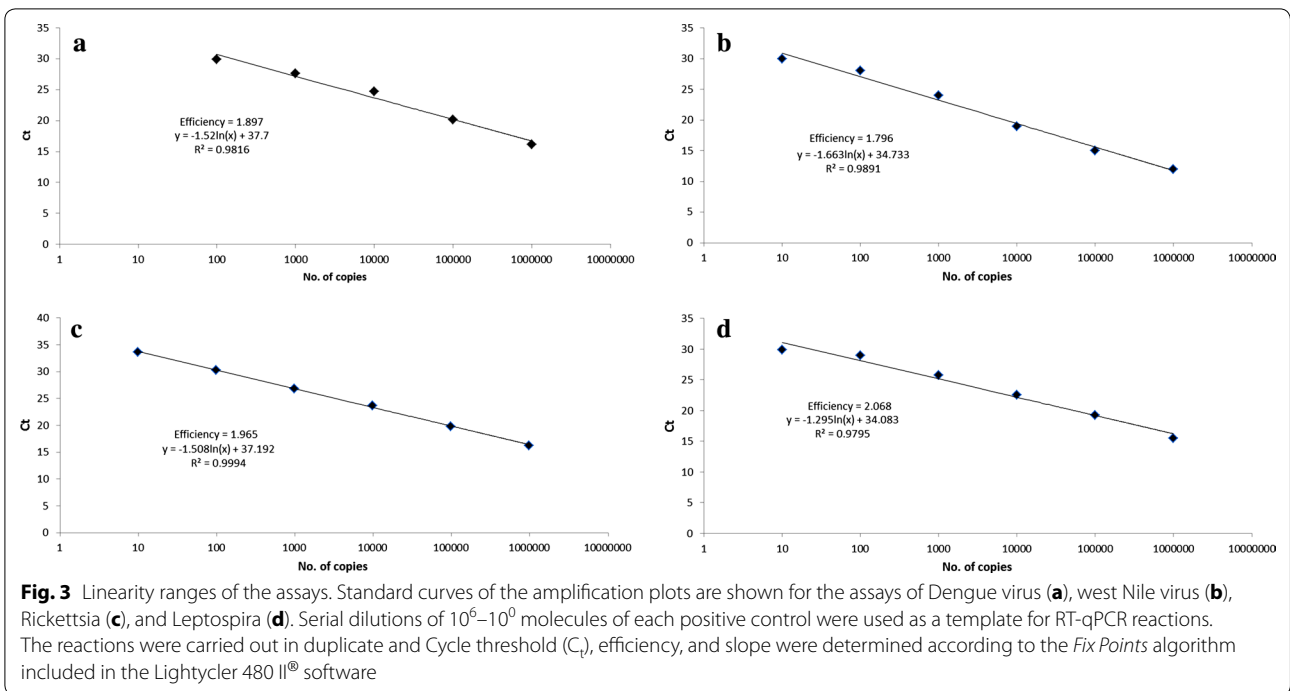 a
35
30
25
20
15
10
5
0
Ct
Efficiency = 1.897
y = -1.52ln(x) + 37.7
R² = 0.9816
1 10 100 1000 10000 100000 1000000 10000000
No. of copies
b
35
30
25
20
15
10
5
0
Ct
Efficiency = 1.796
y = -1.663ln(x) + 34.733
R² = 0.9891
1 10 100 1000 10000 100000 1000000 10000000
No. of copies
c
40
35
30
25
20
15
10
5
0
Ct
Efficiency = 1.965
y = -1.508ln(x) + 37.192
R² = 0.9994
1 10 100 1000 10000 100000 1000000 10000000
No. of copies
d
35
30
25
20
15
10
5
0
Ct
Efficiency = 2.068
y = -1.295ln(x) + 34.083
R² = 0.9795
1 10 100 1000 10000 100000 1000000 10000000
No. of copies
Fig. 3 Linearity ranges of the assays. Standard curves of the amplification plots are shown for the assays of Dengue virus (a), west Nile virus (b),
Rickettsia (c), and Leptospira (d). Serial dilutions of 10⁶–10⁰ molecules of each positive control were used as a template for RT-qPCR reactions.
The reactions were carried out in duplicate and Cycle threshold (Cₜ), efficiency, and slope were determined according to the Fix Points algorithm
included in the Lightycler 480 II® software